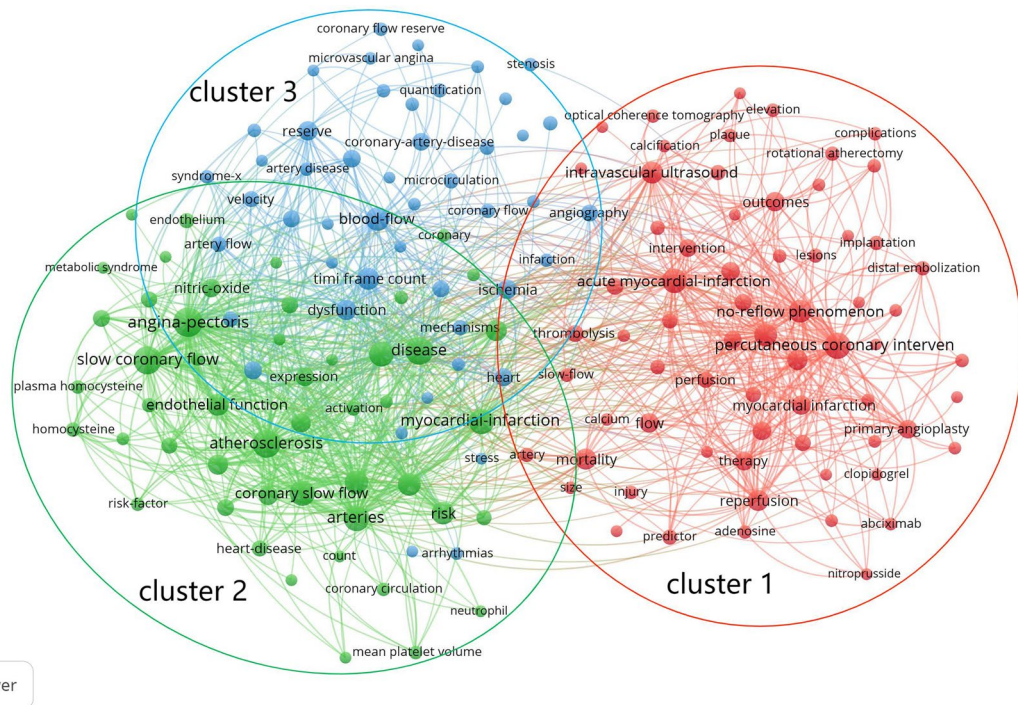 coronary flow reserve
microvascular angina
stenosis
cluster 3
quantification
optical coherence tomography
elevation
reserve
plaque
complications
coronary-artery-disease
calcification
rotational atherectomy
artery disease
intravascular ultrasound
syndrome-x
microcirculation
velocity
outcomes
coronary flow
angiography
endothelium
blood-flow
coronary
artery flow
intervention
implantation
lesions
infarction
metabolic syndrome
distal embolization
timi frame count
acute myocardial-infarction
nitric-oxide
ischemia
dysfunction
no-reflow phenomenon
angina-pectoris
mechanisms
thrombolysis
disease
percutaneous coronary interven
slow coronary flow
expression
heart
slow-flow
perfusion
plasma homocysteine
endothelial function
activation
myocardial infarction
myocardial-infarction
calcium
flow
homocysteine
primary angioplasty
atherosclerosis
stress
artery
mortality
therapy
clopidogrel
coronary slow flow
size
injury
risk-factor
reperfusion
arteries
risk
abciximab
predictor
adenosine
heart-disease
count
arrhythmias
nitroprusside
cluster 1
cluster 2
coronary circulation
neutrophil
mean platelet volume
er